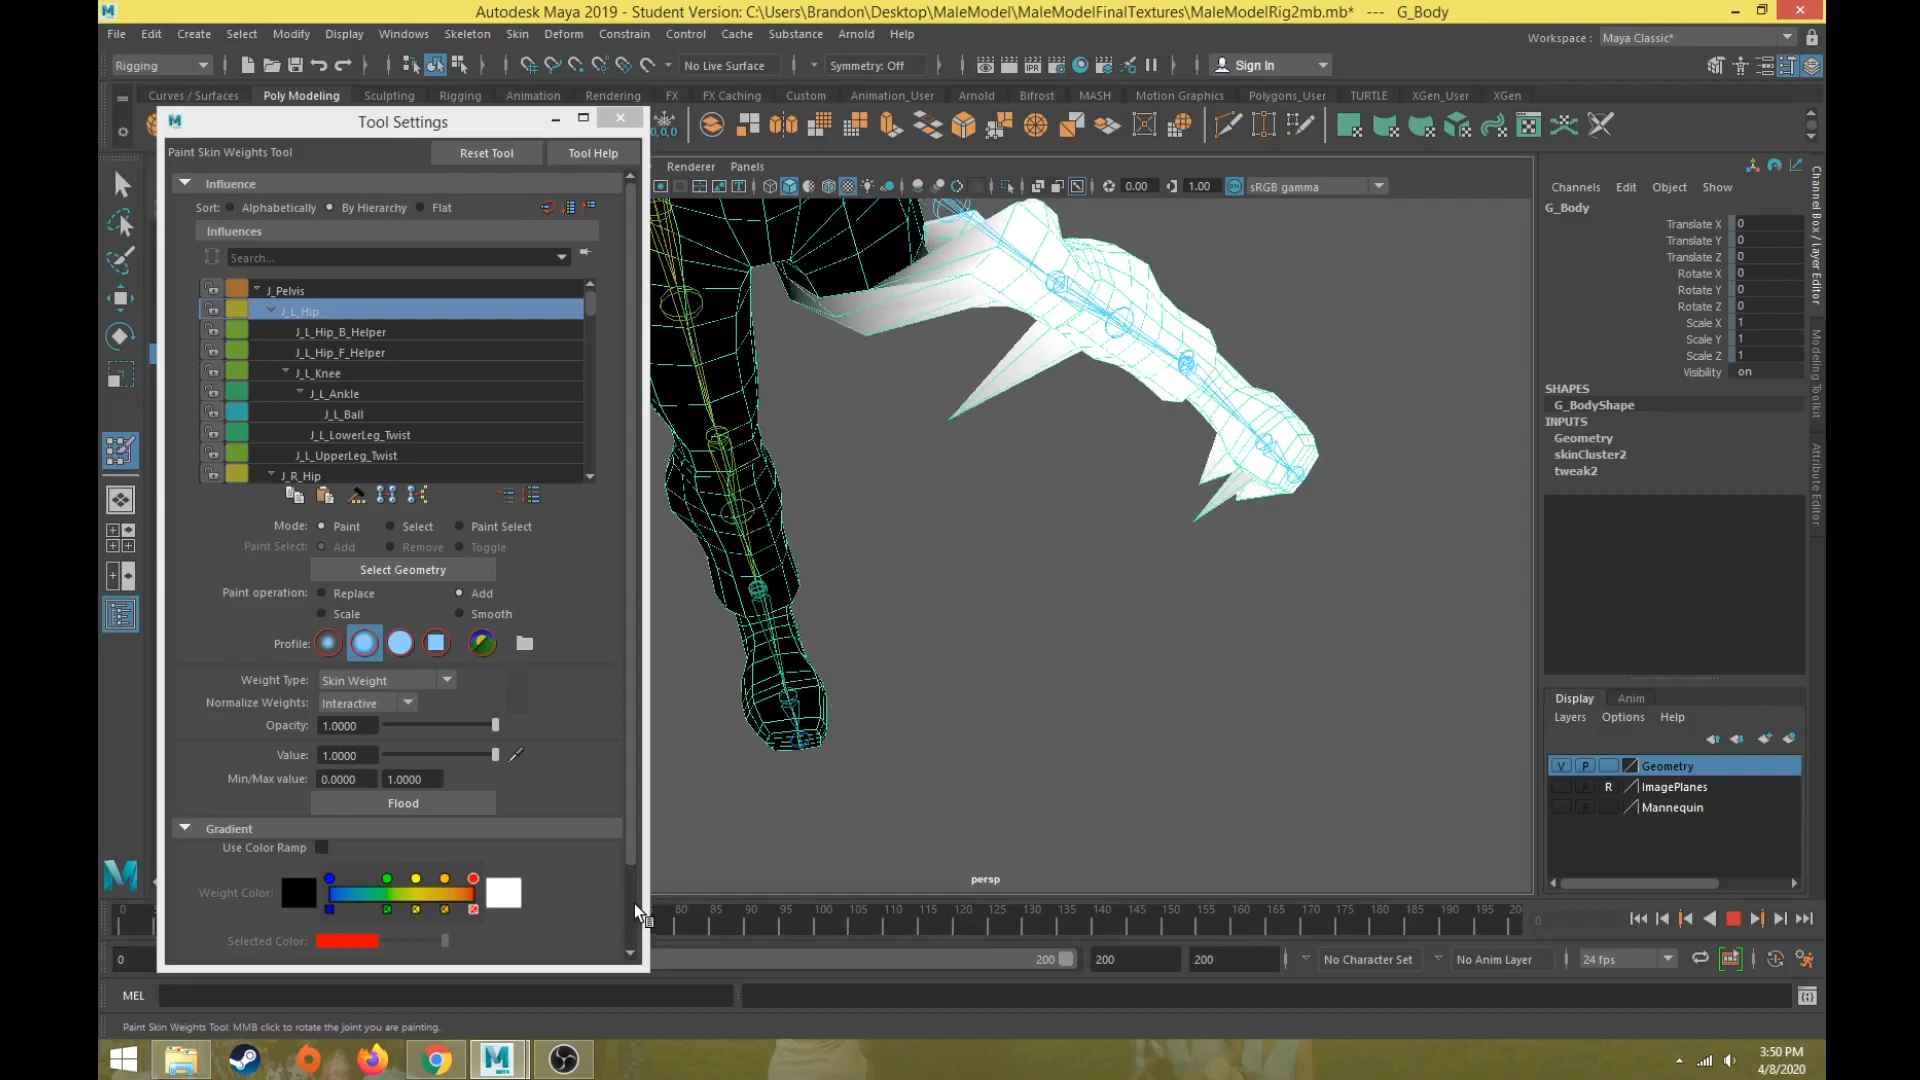 Autodesk Maya 2019 - Student Version: C:\Users\Brandon\Desktop\MaleModel\MaleModelFinalTextures\MaleModelRig2mb.mb* --- G_Body
File Edit Create Select Modify Display Windows Skeleton Skin Deform Constrain Control Cache Substance Arnold Help
Workspace : Maya Classic*
Rigging
No Live Surface
Symmetry: Off
Sign In
Curves / Surfaces Poly Modeling Sculpting Rigging Animation Rendering FX FX Caching Custom Animation_User Arnold Bifrost MASH Motion Graphics Polygons_User TURTLE XGen_User XGen
Tool Settings
Paint Skin Weights Tool
Reset Tool
Tool Help
Influence
Sort: Alphabetically By Hierarchy Flat
Influences
Search...
J_Pelvis
J_L_Hip
J_L_Hip_B_Helper
J_L_Hip_F_Helper
J_L_Knee
J_L_Ankle
J_L_Ball
J_L_LowerLeg_Twist
J_L_UpperLeg_Twist
J_R_Hip
Mode: Paint Select Paint Select
Paint Select: Add Remove Toggle
Select Geometry
Paint operation: Replace Add
Scale Smooth
Profile:
Weight Type: Skin Weight
Normalize Weights: Interactive
Opacity: 1.0000
Value: 1.0000
Min/Max value: 0.0000 1.0000
Flood
Gradient
Use Color Ramp
Weight Color:
Selected Color:
Renderer Panels
0.00 1.00 sRGB gamma
persp
Channels Edit Object Show
G_Body
Translate X 0
Translate Y 0
Translate Z 0
Rotate X 0
Rotate Y 0
Rotate Z 0
Scale X 1
Scale Y 1
Scale Z 1
Visibility on
SHAPES
G_BodyShape
INPUTS
Geometry
skinCluster2
tweak2
Channel Box / Layer Editor
Modeling Toolkit
Attribute Editor
Display Anim
Layers Options Help
V P Geometry
P R ImagePlanes
P Mannequin
0 80 85 90 95 100 105 110 115 120 125 130 135 140 145 150 155 160 165 170 175 180 185 190 195 20
0
0
200 200 200
No Character Set
No Anim Layer
24 fps
MEL
Paint Skin Weights Tool: MMB click to rotate the joint you are painting.
3:50 PM
4/8/2020